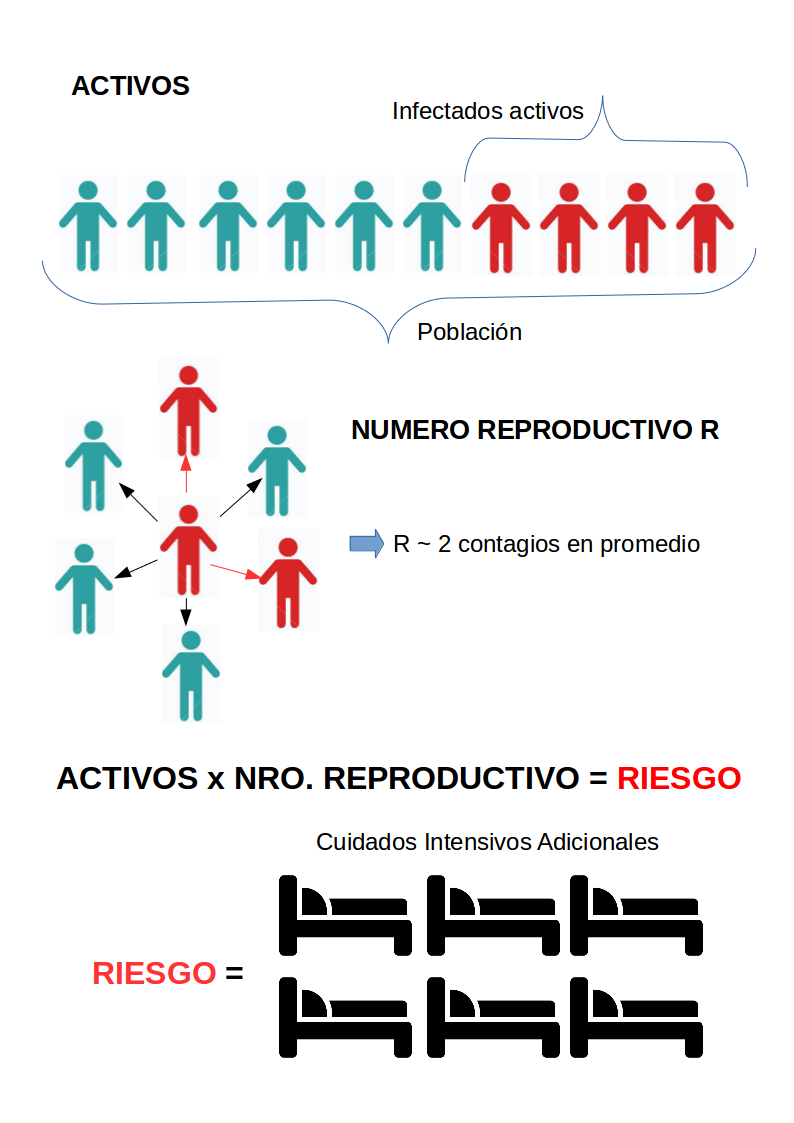 ACTIVOS
Infectados activos
Población
NUMERO REPRODUCTIVO R
R ~ 2 contagios en promedio
ACTIVOS x NRO. REPRODUCTIVO = RIESGO
Cuidados Intensivos Adicionales
RIESGO =